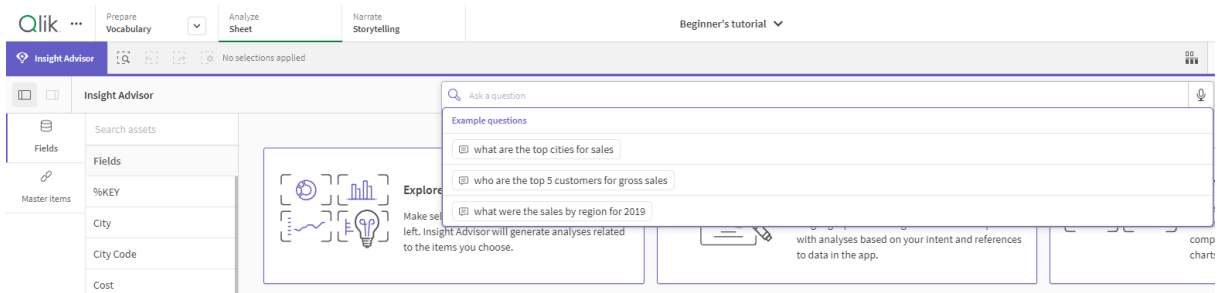 Qlik
Prepare
Vocabulary
Analyze
Sheet
Narrate
Storytelling
Beginner's tutorial
Insight Advisor
No selections applied
Insight Advisor
Ask a question
Example questions
what are the top cities for sales
who are the top 5 customers for gross sales
what were the sales by region for 2019
Fields
Master items
Search assets
Fields
%KEY
City
City Code
Cost
Explore
Make sel
left. Insight Advisor will generate analyses related
to the items you choose.
with analyses based on your intent and references
to data in the app.
comp
charts